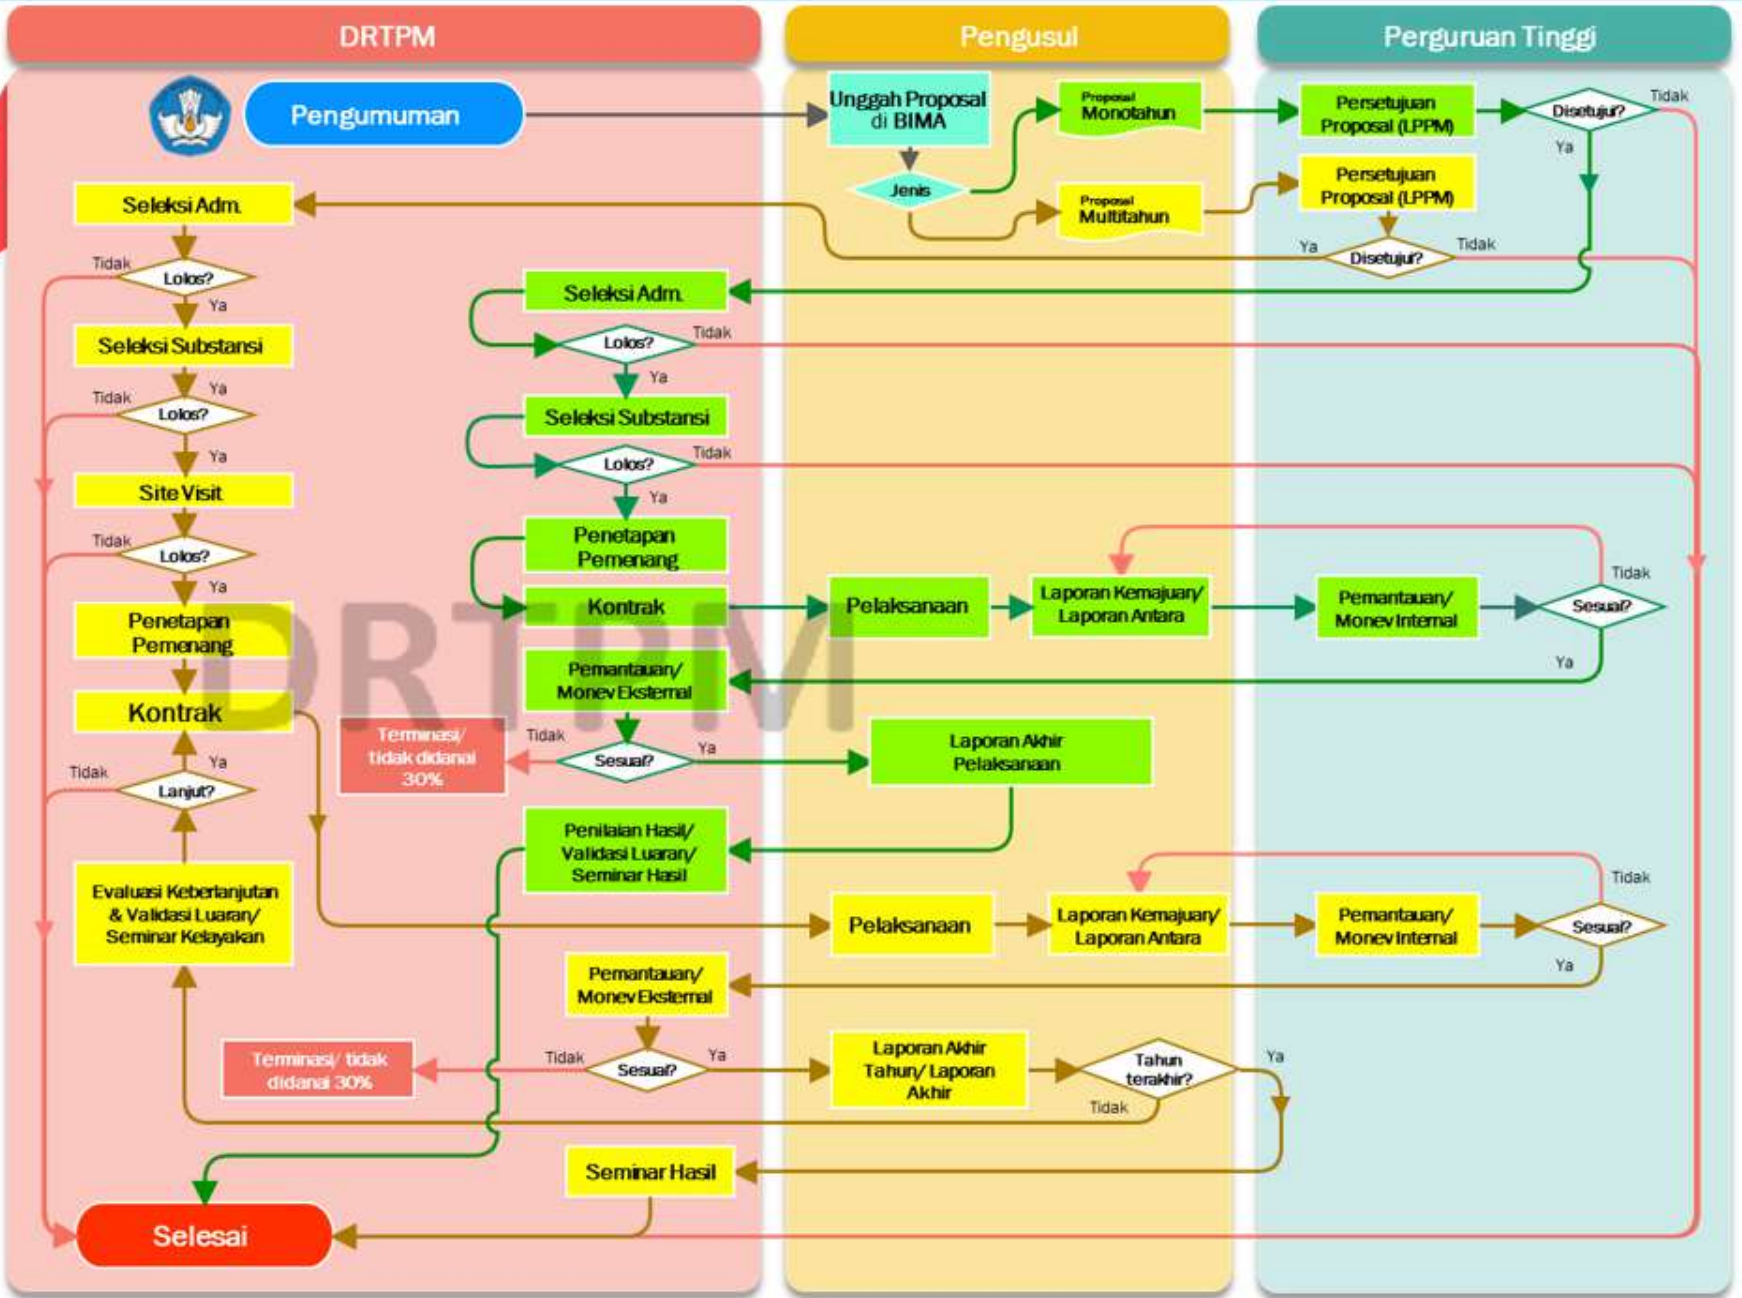 DRTPM
Pengusul
Perguruan Tinggi
Pengumuman
Unggah Proposal
di BIMA
Jenis
Proposal
Monotahun
Proposal
Multitahun
Persetujuan
Proposal (LPPM)
Disetujui?
Tidak
Ya
Persetujuan
Proposal (LPPM)
Disetujui?
Ya
Tidak
Seleksi Adm.
Lolos?
Tidak
Ya
Seleksi Substansi
Lolos?
Tidak
Ya
Ya
Site Visit
Lolos?
Tidak
Ya
Penetapan
Pemenang
Kontrak
Ya
Lanjut?
Tidak
Evaluasi Keberlanjutan
& Validasi Luaran/
Seminar Kelayakan
Seleksi Adm.
Lolos?
Tidak
Ya
Seleksi Substansi
Lolos?
Tidak
Ya
Penetapan
Pemenang
Kontrak
Pelaksanaan
Laporan Kemajuan/
Laporan Antara
Pemantauan/
Monev Internal
Sesuai?
Tidak
Ya
Pemantauan/
Monev Eksternal
Sesuai?
Tidak
Ya
Terminasi/
tidak didanai
30%
Laporan Akhir
Pelaksanaan
Penilaian Hasil/
Validasi Luaran/
Seminar Hasil
Pelaksanaan
Laporan Kemajuan/
Laporan Antara
Pemantauan/
Monev Internal
Sesuai?
Tidak
Ya
Pemantauan/
Monev Eksternal
Sesuai?
Tidak
Ya
Terminasi/ tidak
didanai 30%
Laporan Akhir
Tahun/ Laporan
Akhir
Tahun
terakhir?
Ya
Tidak
Seminar Hasil
Selesai
DRTPM